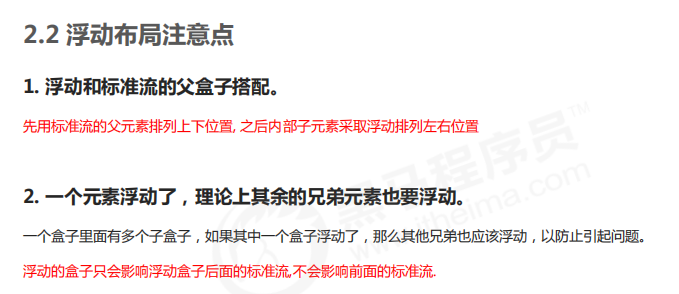 2.2 浮动布局注意点
1. 浮动和标准流的父盒子搭配。
先用标准流的父元素排列上下位置, 之后内部子元素采取浮动排列左右位置
2. 一个元素浮动了，理论上其余的兄弟元素也要浮动。
一个盒子里面有多个子盒子，如果其中一个盒子浮动了，那么其他兄弟也应该浮动，以防止引起问题。
浮动的盒子只会影响浮动盒子后面的标准流,不会影响前面的标准流.
黑马程序员™
www.itheima.com